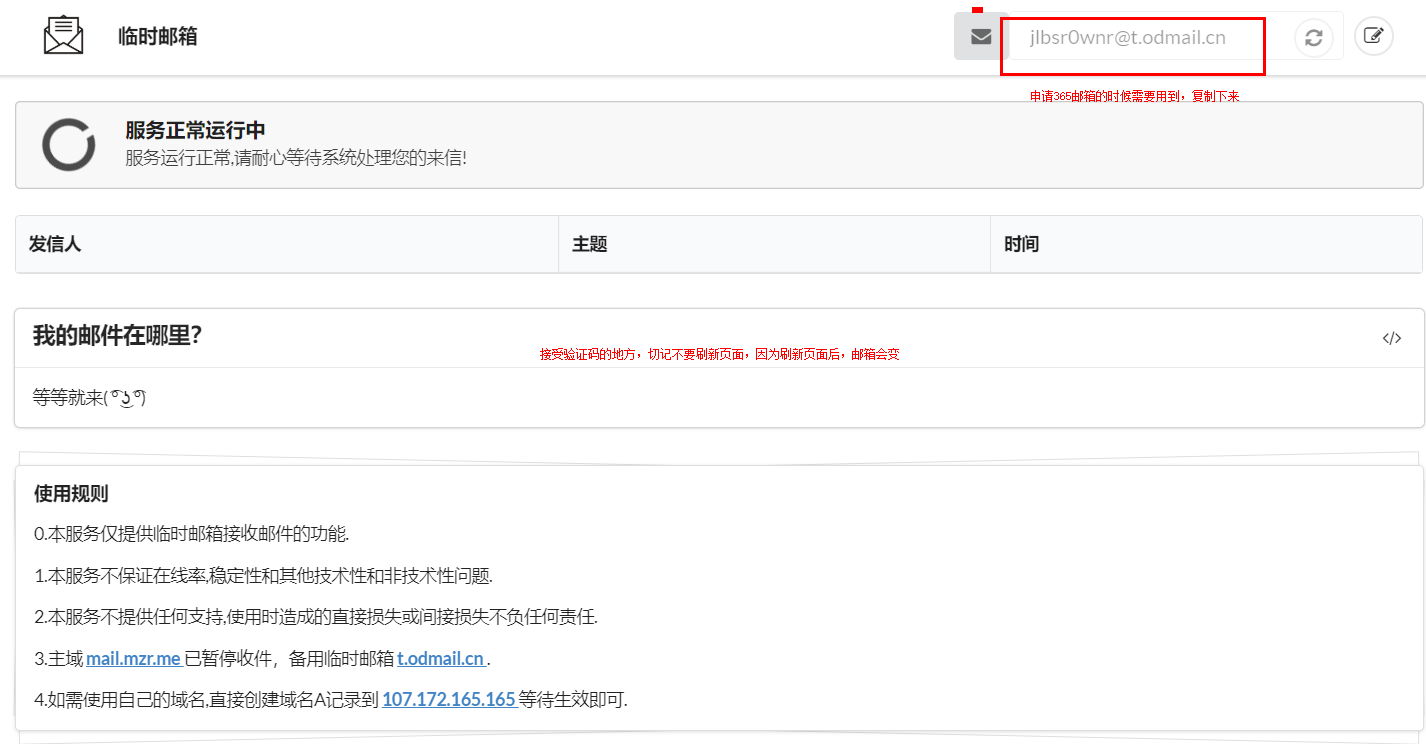 临时邮箱
jlbsr0wnr@t.odmail.cn
申请365邮箱的时候需要用到，复制下来
服务正常运行中
服务运行正常,请耐心等待系统处理您的来信!
发信人
主题
时间
我的邮件在哪里?
</>
接受验证码的地方，切记不要刷新页面，因为刷新页面后，邮箱会变
等等就来( ͡° ͜ʖ ͡°)
使用规则
0.本服务仅提供临时邮箱接收邮件的功能.
1.本服务不保证在线率,稳定性和其他技术性和非技术性问题.
2.本服务不提供任何支持,使用时造成的直接损失或间接损失不负任何责任.
3.主域 mail.mzr.me 已暂停收件，备用临时邮箱 t.odmail.cn .
4.如需使用自己的域名,直接创建域名A记录到 107.172.165.165 等待生效即可.